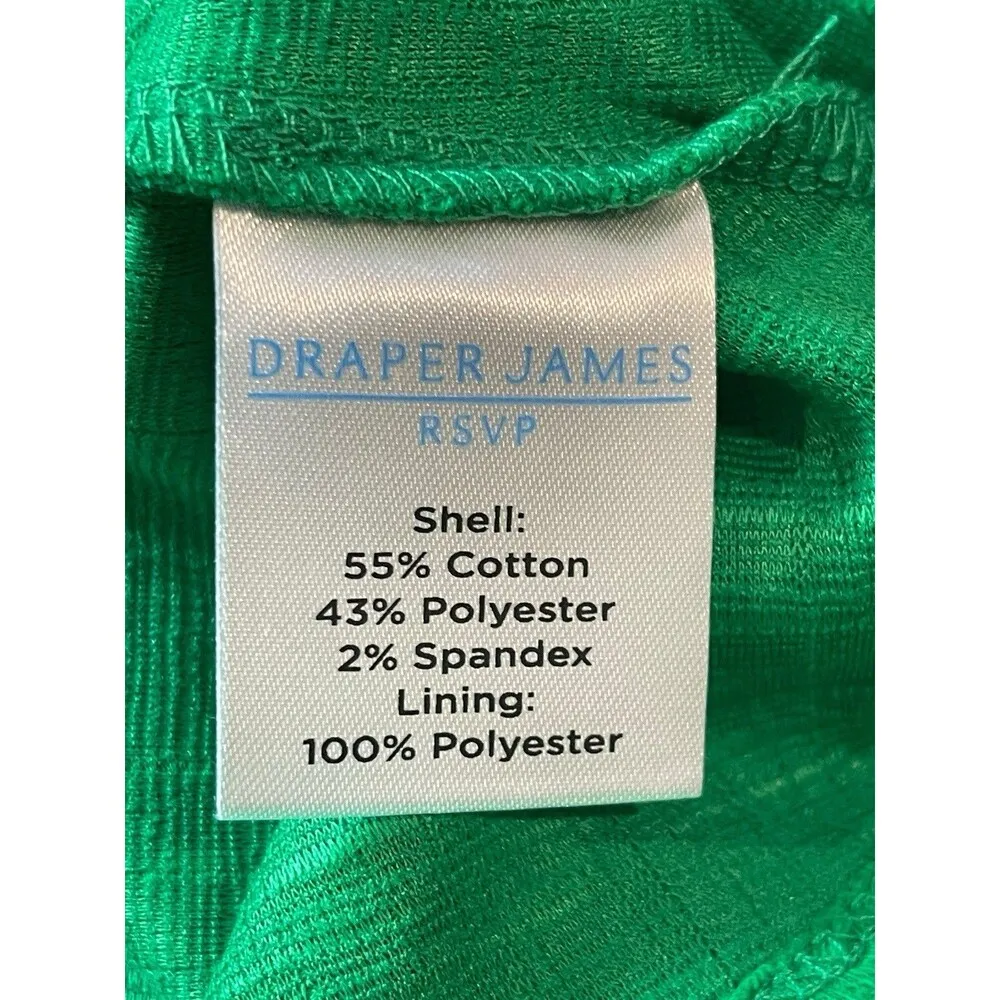 DRAPER JAMES
RSVP
Shell:
55% Cotton
43% Polyester
2% Spandex
Lining:
100% Polyester